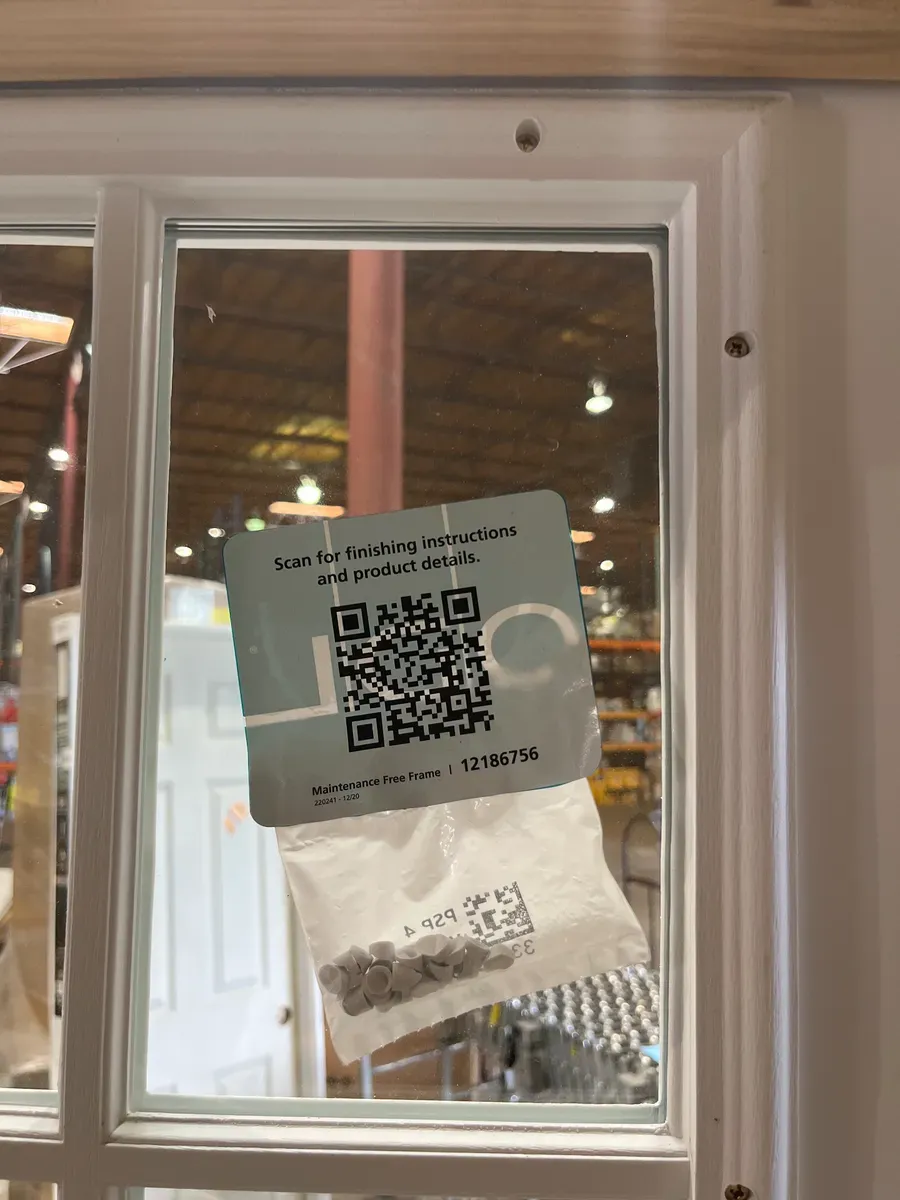 Scan for finishing instructions
and product details.
Maintenance Free Frame | 12186756
220241 - 12/20
PSP 4